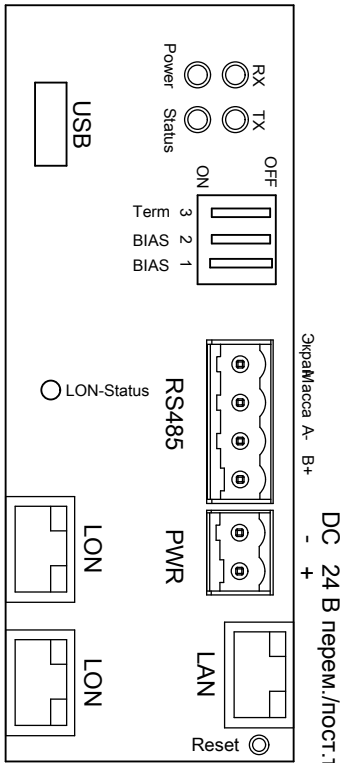 Power
RX
Status
TX
USB
ON
OFF
Term 3
BIAS 2
BIAS 1
Экран
Масса
A-
B+
RS485
LON-Status
DC 24 В перем./пост.т
- +
PWR
LON
LON
LAN
Reset